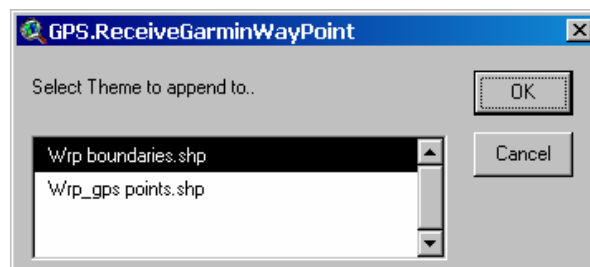 GPS.ReceiveGarminWayPoint
Select Theme to append to..
OK
Wrp boundaries.shp
Cancel
Wrp_gps points.shp